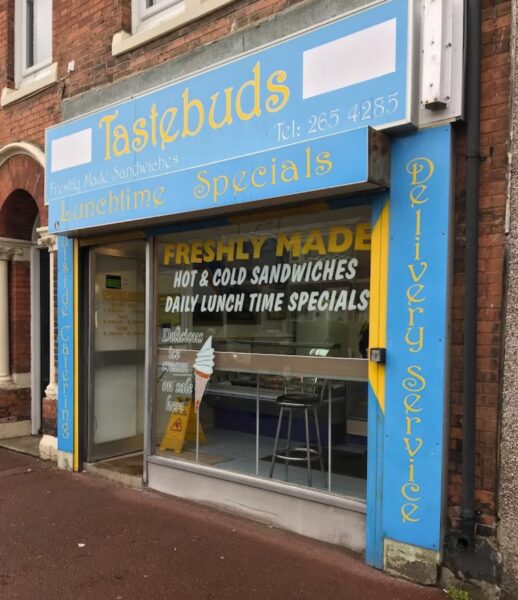 Tastebuds
Tel: 265 4285
Freshly Made Sandwiches
Lunchtime Specials
Outside Catering
FRESHLY MADE
HOT & COLD SANDWICHES
DAILY LUNCH TIME SPECIALS
Delicious
ice
cream
on sale
here
Delivery Service